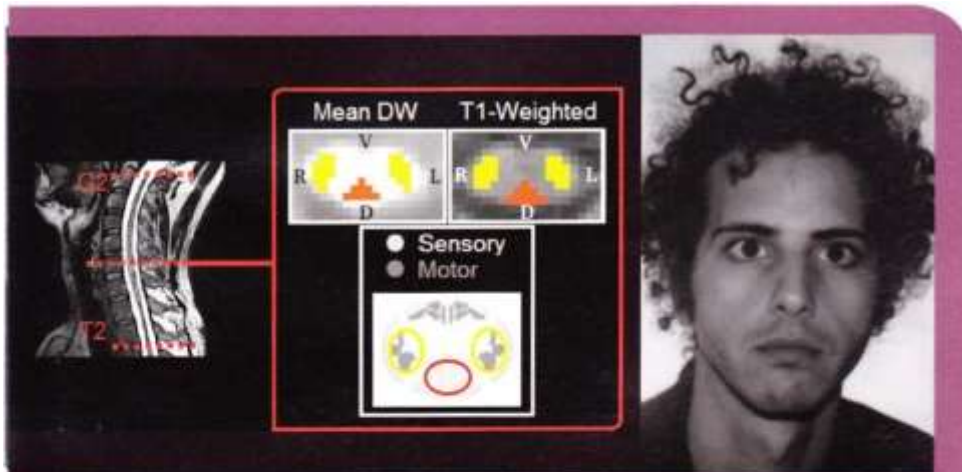 Mean DW
T1-Weighted
V
V
R
L
R
L
D
D
C2
T2
Sensory
Motor